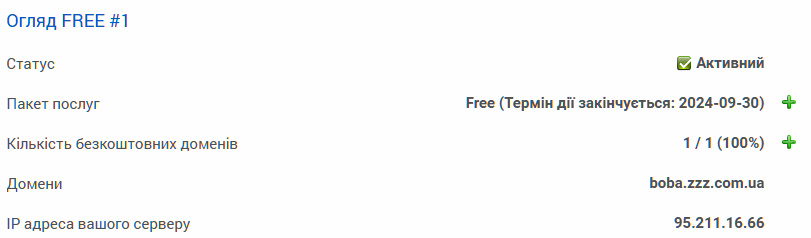 Огляд FREE #1
Статус Активний
Пакет послуг Free (Термін дії закінчується: 2024-09-30)
Кількість безкоштовних доменів 1 / 1 (100%)
Домени boba.zzz.com.ua
IP адреса вашого серверу 95.211.16.66